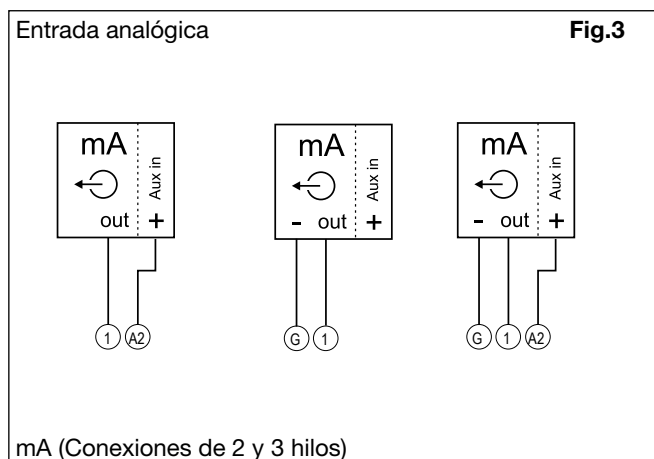 Entrada analógica Fig.3
mA mA mA
Aux in Aux in Aux in
out + - out + - out +
1 A2 G 1 G 1 A2
mA (Conexiones de 2 y 3 hilos)